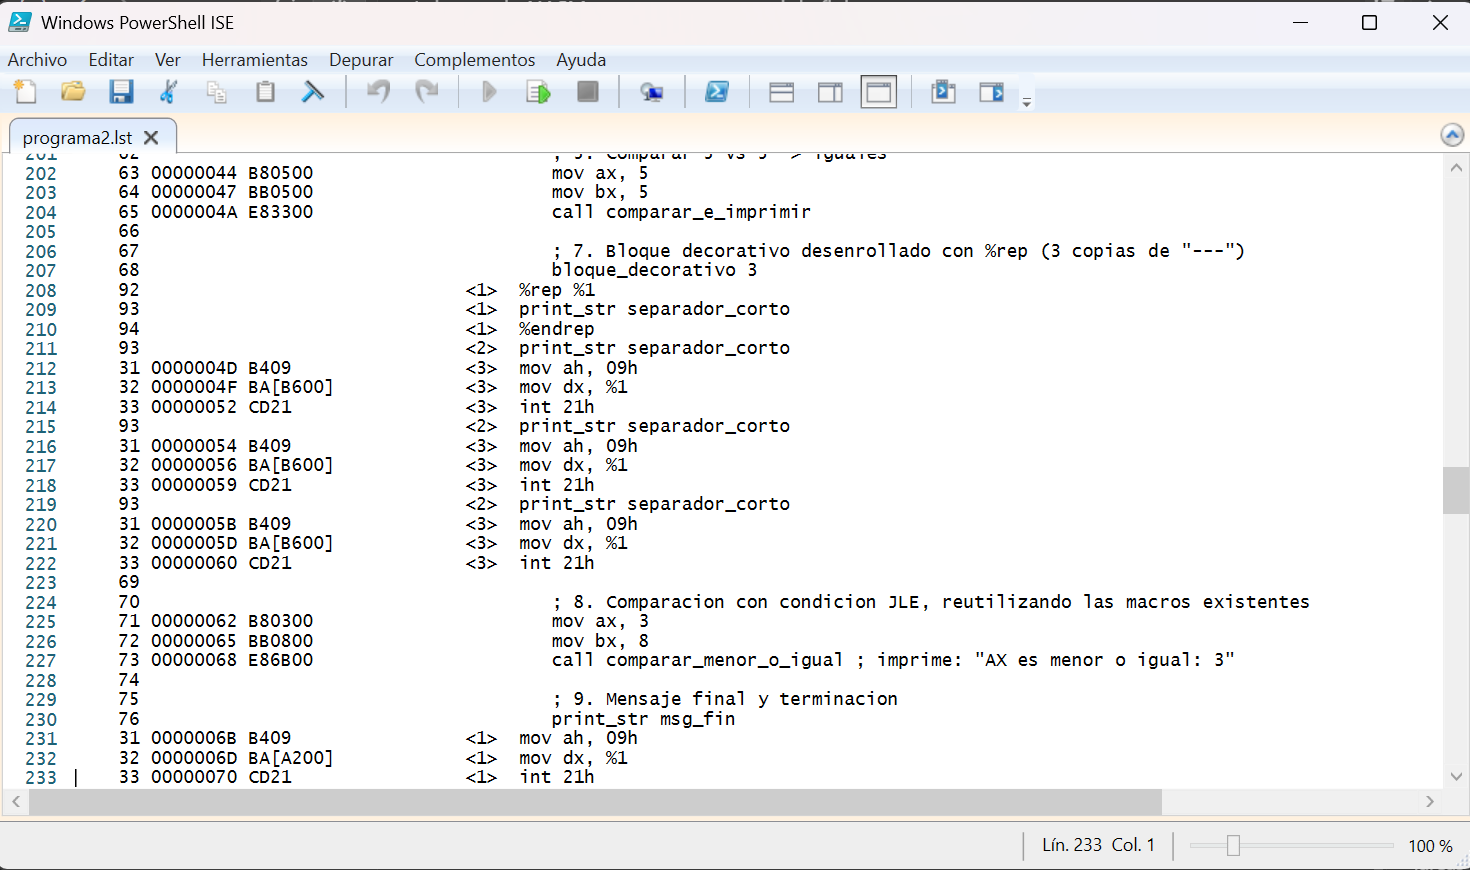 Windows PowerShell ISE
Archivo Editar Ver Herramientas Depurar Complementos Ayuda
programa2.lst
201 62 ; 5. Comparar 5 vs 5 -> iguales
202 63 00000044 B80500 mov ax, 5
203 64 00000047 BB0500 mov bx, 5
204 65 0000004A E83300 call comparar_e_imprimir
205 66
206 67 ; 7. Bloque decorativo desenrollado con %rep (3 copias de "---")
207 68 bloque_decorativo 3
208 92 <1> %rep %1
209 93 <1> print_str separador_corto
210 94 <1> %endrep
211 93 <2> print_str separador_corto
212 31 0000004D B409 <3> mov ah, 09h
213 32 0000004F BA[B600] <3> mov dx, %1
214 33 00000052 CD21 <3> int 21h
215 93 <2> print_str separador_corto
216 31 00000054 B409 <3> mov ah, 09h
217 32 00000056 BA[B600] <3> mov dx, %1
218 33 00000059 CD21 <3> int 21h
219 93 <2> print_str separador_corto
220 31 0000005B B409 <3> mov ah, 09h
221 32 0000005D BA[B600] <3> mov dx, %1
222 33 00000060 CD21 <3> int 21h
223 69
224 70 ; 8. Comparacion con condicion JLE, reutilizando las macros existentes
225 71 00000062 B80300 mov ax, 3
226 72 00000065 BB0800 mov bx, 8
227 73 00000068 E86B00 call comparar_menor_o_igual ; imprime: "AX es menor o igual: 3"
228 74
229 75 ; 9. Mensaje final y terminacion
230 76 print_str msg_fin
231 31 0000006B B409 <1> mov ah, 09h
232 32 0000006D BA[A200] <1> mov dx, %1
233 33 00000070 CD21 <1> int 21h
Lín. 233 Col. 1 100 %